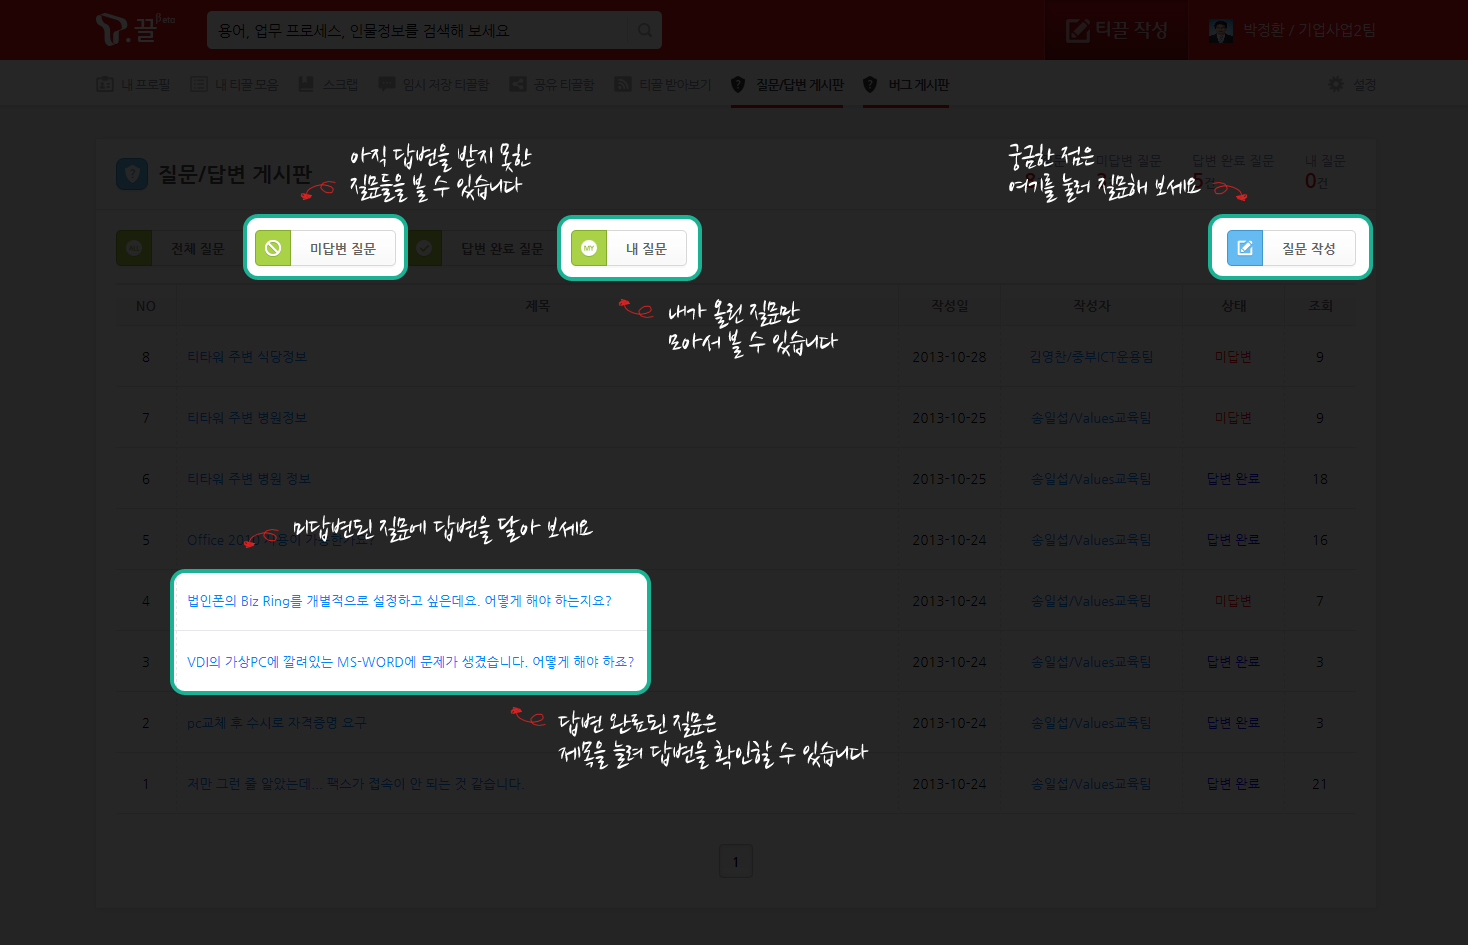 T.끌 βeta
용어, 업무 프로세스, 인물정보를 검색해 보세요
티끌 작성
박정환 / 기업사업2팀
내 프로필
내 티끌 모음
스크랩
임시 저장 티끌함
공유 티끌함
티끌 받아보기
질문/답변 게시판
버그 게시판
설정
질문/답변 게시판
아직 답변을 받지 못한
질문들을 볼 수 있습니다
궁금한 점은
여기를 눌러 질문해 보세요
미답변 질문
답변 완료 질문
5건
내 질문
0건
ALL 전체 질문
미답변 질문
답변 완료 질문
MY 내 질문
질문 작성
내가 올린 질문만
모아서 볼 수 있습니다
NO 제목 작성일 작성자 상태 조회
8 티타워 주변 식당정보 2013-10-28 김영찬/중부ICT운용팀 미답변 9
7 티타워 주변 병원정보 2013-10-25 송일섭/Values교육팀 미답변 9
6 티타워 주변 병원 정보 2013-10-25 송일섭/Values교육팀 답변 완료 18
미답변된 질문에 답변을 달아 보세요
5 Office 2010 2013-10-24 송일섭/Values교육팀 답변 완료 16
4 법인폰의 Biz Ring를 개별적으로 설정하고 싶은데요. 어떻게 해야 하는지요? 2013-10-24 송일섭/Values교육팀 미답변 7
3 VDI의 가상PC에 깔려있는 MS-WORD에 문제가 생겼습니다. 어떻게 해야 하죠? 2013-10-24 송일섭/Values교육팀 답변 완료 3
2 pc교체 후 수시로 자격증명 요구 2013-10-24 송일섭/Values교육팀 답변 완료 3
답변 완료된 질문은
제목을 눌러 답변을 확인할 수 있습니다
1 저만 그런 줄 알았는데... 팩스가 접속이 안 되는 것 같습니다. 2013-10-24 송일섭/Values교육팀 답변 완료 21
1